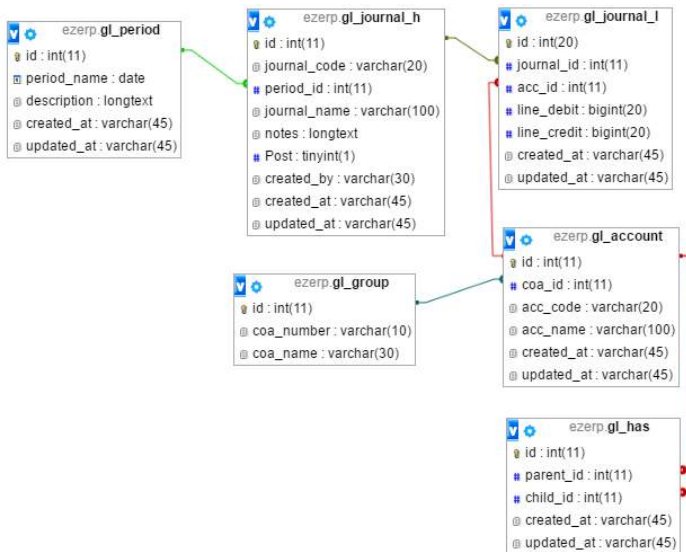 ezerp.gl_period
id : int(11)
period_name : date
description : longtext
created_at : varchar(45)
updated_at : varchar(45)
ezerp.gl_journal_h
id : int(11)
journal_code : varchar(20)
# period_id : int(11)
journal_name : varchar(100)
notes : longtext
# Post : tinyint(1)
created_by : varchar(30)
created_at : varchar(45)
updated_at : varchar(45)
ezerp.gl_journal_l
id : int(20)
# journal_id : int(11)
# acc_id : int(11)
# line_debit : bigint(20)
# line_credit : bigint(20)
created_at : varchar(45)
updated_at : varchar(45)
ezerp.gl_group
id : int(11)
coa_number : varchar(10)
coa_name : varchar(30)
ezerp.gl_account
id : int(11)
# coa_id : int(11)
acc_code : varchar(20)
acc_name : varchar(100)
created_at : varchar(45)
updated_at : varchar(45)
ezerp.gl_has
id : int(11)
# parent_id : int(11)
# child_id : int(11)
created_at : varchar(45)
updated_at : varchar(45)